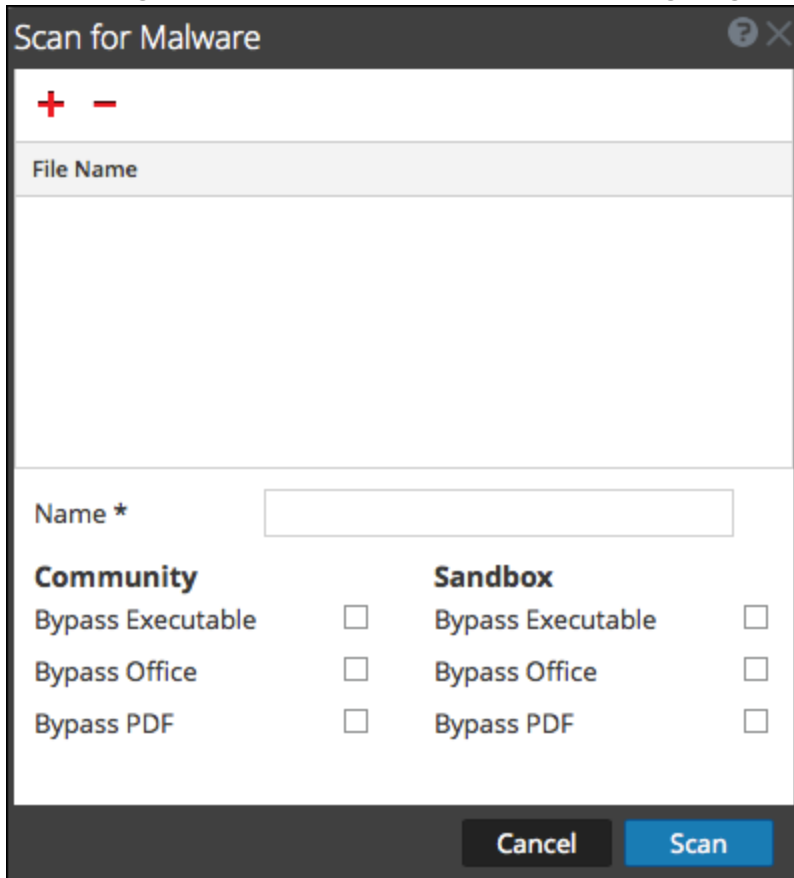 Scan for Malware
+ -
File Name
Name *
Community Sandbox
Bypass Executable Bypass Executable
Bypass Office Bypass Office
Bypass PDF Bypass PDF
Cancel Scan